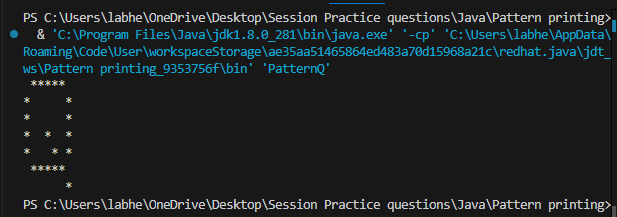 PS C:\Users\labhe\OneDrive\Desktop\Session Practice questions\Java\Pattern printing>
 & 'C:\Program Files\Java\jdk1.8.0_281\bin\java.exe' '-cp' 'C:\Users\labhe\AppData\
Roaming\Code\User\workspaceStorage\ae35aa51465864ed483a70d15968a21c\redhat.java\jdt_
ws\Pattern printing_9353756f\bin' 'PatternQ'
 *****
*     *
*     *
*  *  *
*   * *
 *****
      *
PS C:\Users\labhe\OneDrive\Desktop\Session Practice questions\Java\Pattern printing>